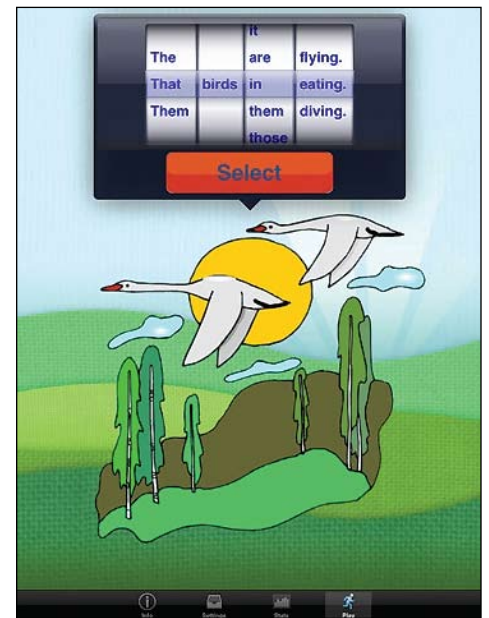 it
The are flying.
That birds in eating.
Them them diving.
those
Select
Info Settings Stats Play